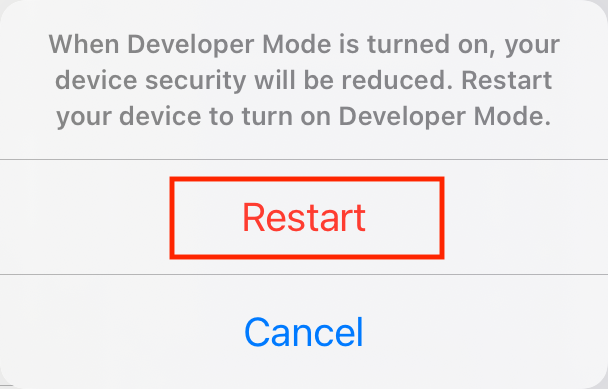 When Developer Mode is turned on, your
device security will be reduced. Restart
your device to turn on Developer Mode.
Restart
Cancel